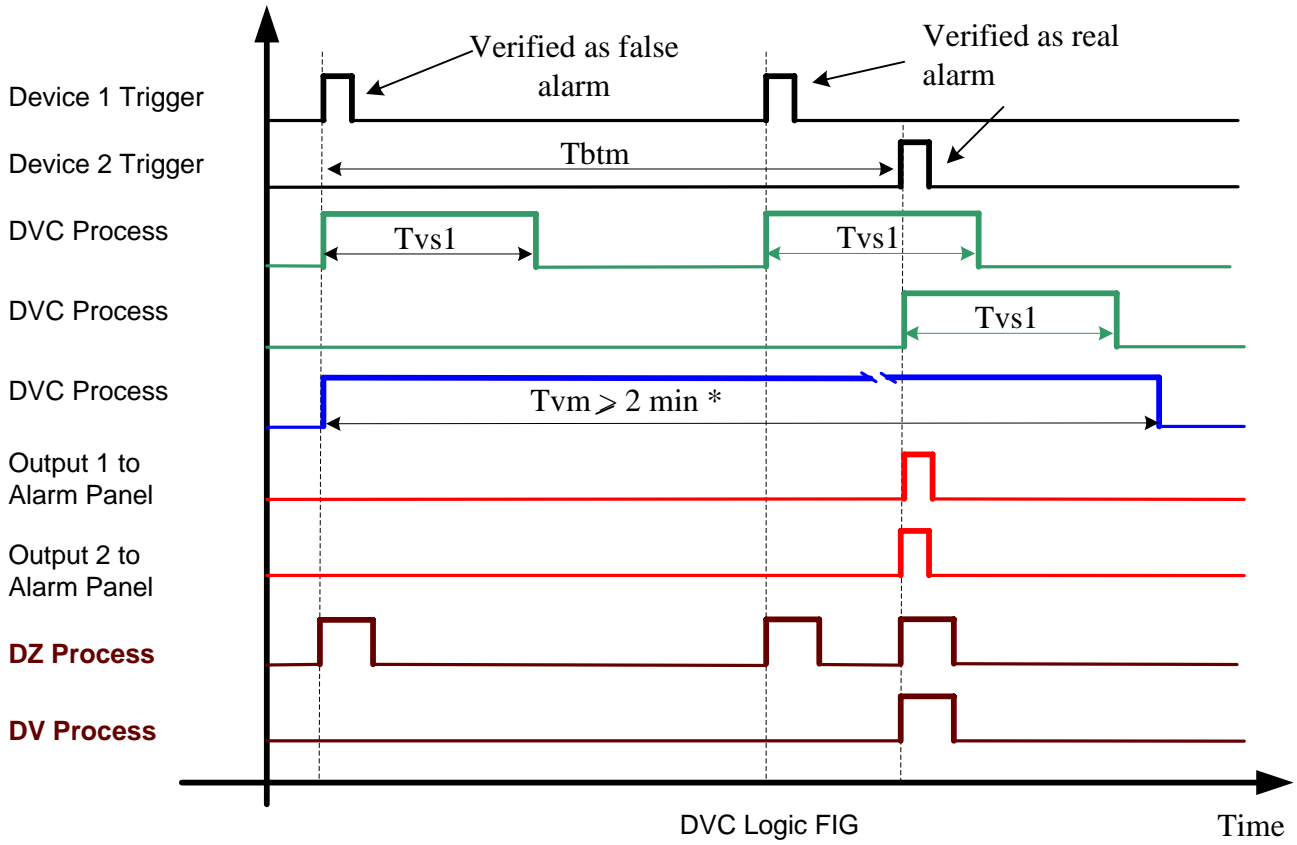 Verified as false
alarm
Verified as real
alarm
Device 1 Trigger
Device 2 Trigger
Tbtm
DVC Process
Tvs1
Tvs1
DVC Process
Tvs1
DVC Process
Tvm ⩾ 2 min *
Output 1 to
Alarm Panel
Output 2 to
Alarm Panel
DZ Process
DV Process
DVC Logic FIG
Time